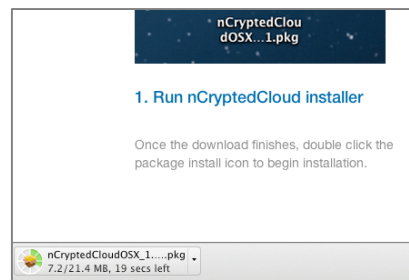 nCryptedClou
dOSX...1.pkg
1. Run nCryptedCloud installer
Once the download finishes, double click the
package install icon to begin installation.
nCryptedCloudOSX_1.....pkg
7.2/21.4 MB, 19 secs left